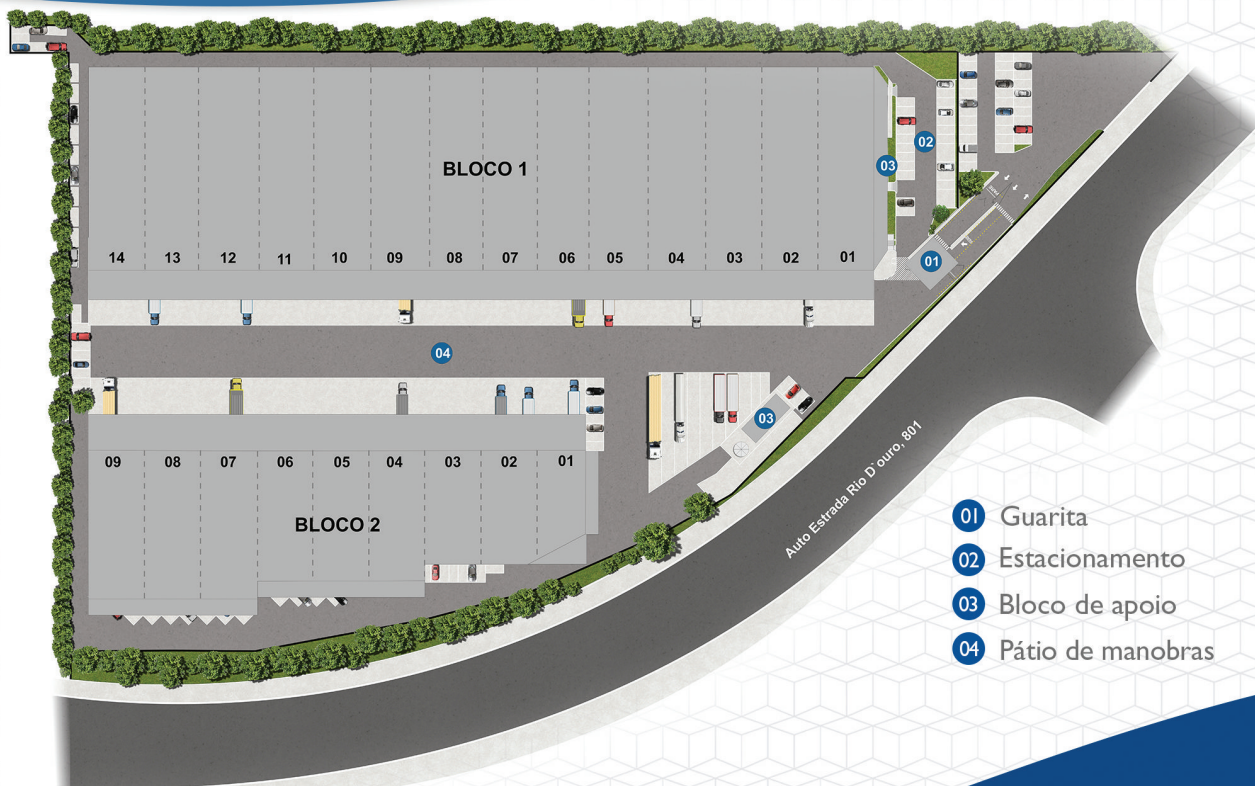 02
03
BLOCO 1
14 13 12 11 10 09 08 07 06 05 04 03 02 01
01
04
03
09 08 07 06 05 04 03 02 01
BLOCO 2
Auto Estrada Rio D`ouro, 801
01 Guarita
02 Estacionamento
03 Bloco de apoio
04 Pátio de manobras